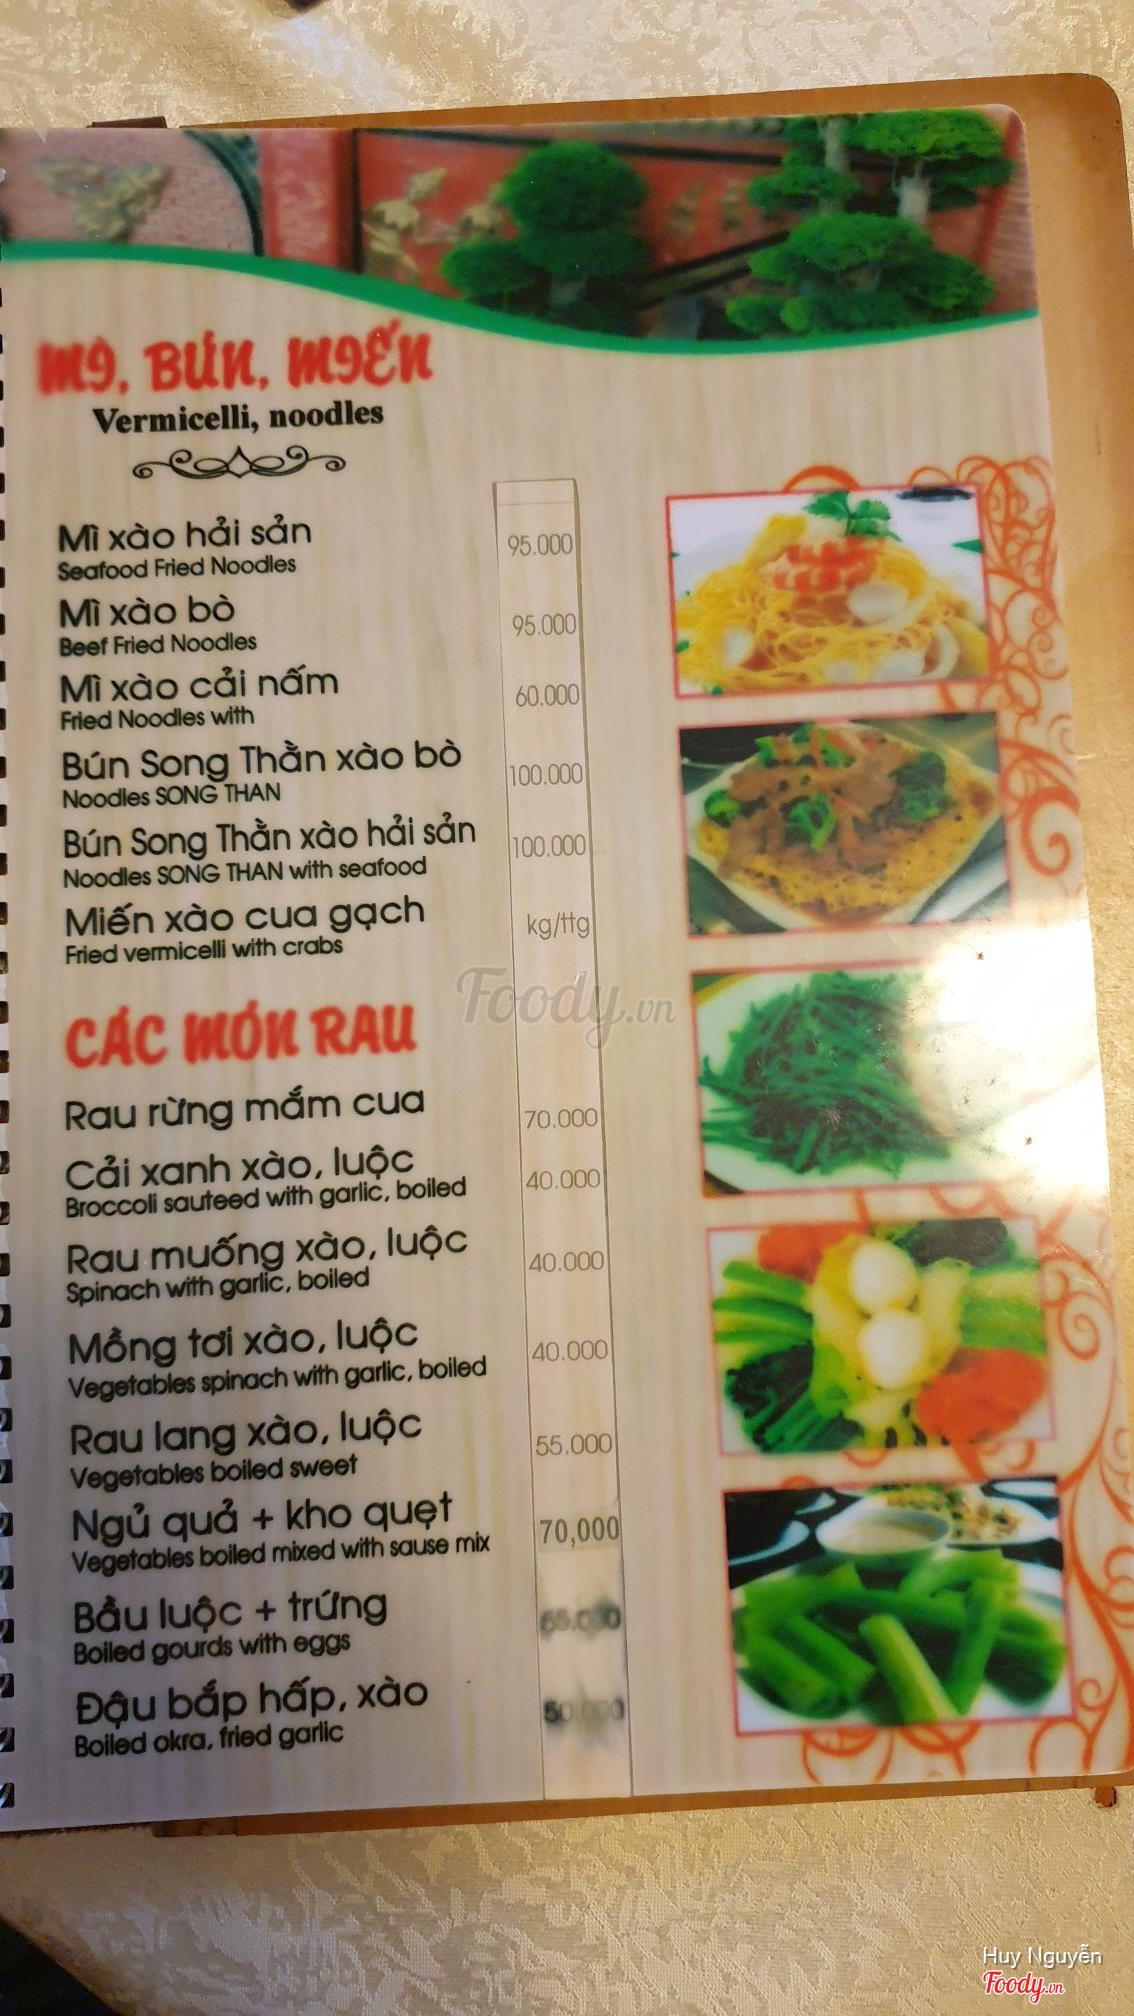 MÌ, BÚN, MIẾN
Vermicelli, noodles
Mì xào hải sản 95.000
Seafood Fried Noodles
Mì xào bò 95.000
Beef Fried Noodles
Mì xào cải nấm 60.000
Fried Noodles with
Bún Song Thằn xào bò 100.000
Noodles SONG THAN
Bún Song Thằn xào hải sản 100.000
Noodles SONG THAN with seafood
Miến xào cua gạch kg/ttg
Fried vermicelli with crabs
Foody.vn
CÁC MÓN RAU
Rau rừng mắm cua 70.000
Cải xanh xào, luộc 40.000
Broccoli sauteed with garlic, boiled
Rau muống xào, luộc 40.000
Spinach with garlic, boiled
Mồng tơi xào, luộc 40.000
Vegetables spinach with garlic, boiled
Rau lang xào, luộc 55.000
Vegetables boiled sweet
Ngủ quả + kho quẹt 70,000
Vegetables boiled mixed with sause mix
Bầu luộc + trứng
Boiled gourds with eggs
Đậu bắp hấp, xào 50.000
Boiled okra, fried garlic
Huy Nguyễn
Foody.vn